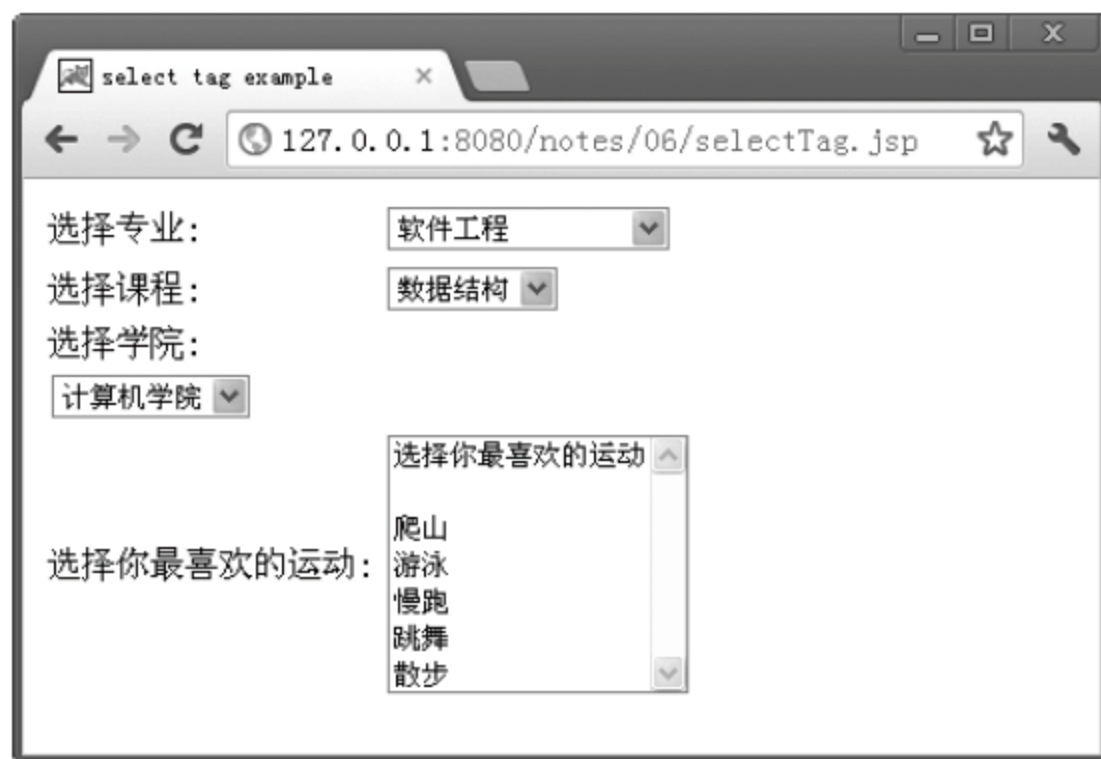 select tag example
127.0.0.1:8080/notes/06/selectTag.jsp
选择专业:
软件工程
选择课程:
数据结构
选择学院:
计算机学院
选择你最喜欢的运动:
选择你最喜欢的运动
爬山
游泳
慢跑
跳舞
散步